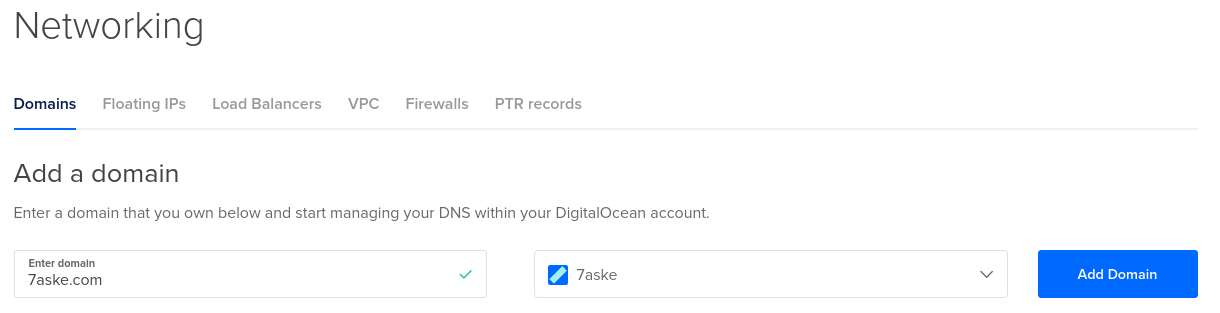 Networking
Domains Floating IPs Load Balancers VPC Firewalls PTR records
Add a domain
Enter a domain that you own below and start managing your DNS within your DigitalOcean account.
Enter domain
7aske.com
7aske
Add Domain